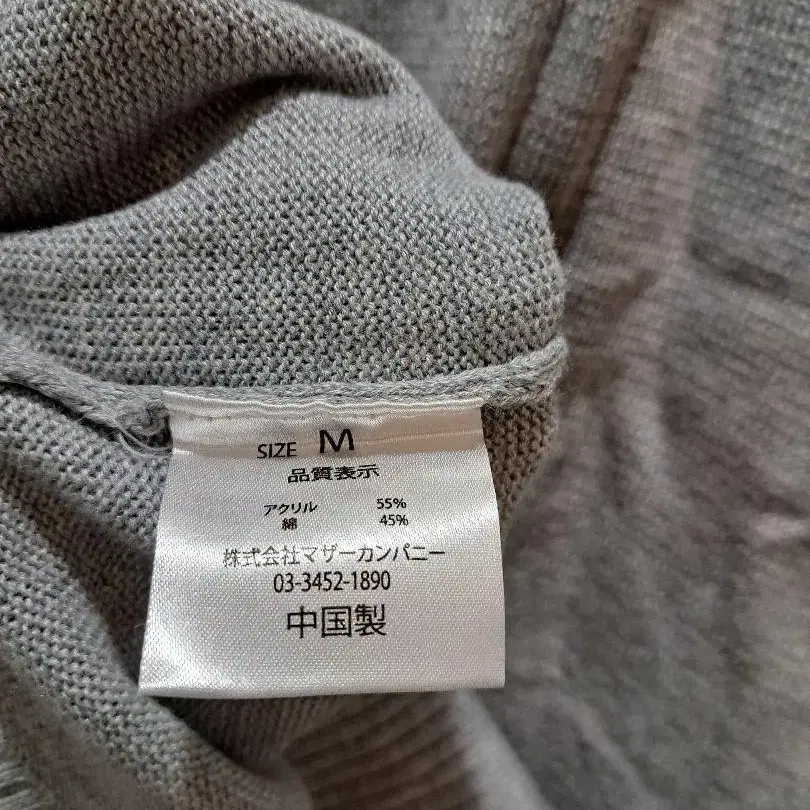 SIZE M
品質表示
アクリル 55%
綿 45%
株式会社マザーカンパニー
03-3452-1890
中国製